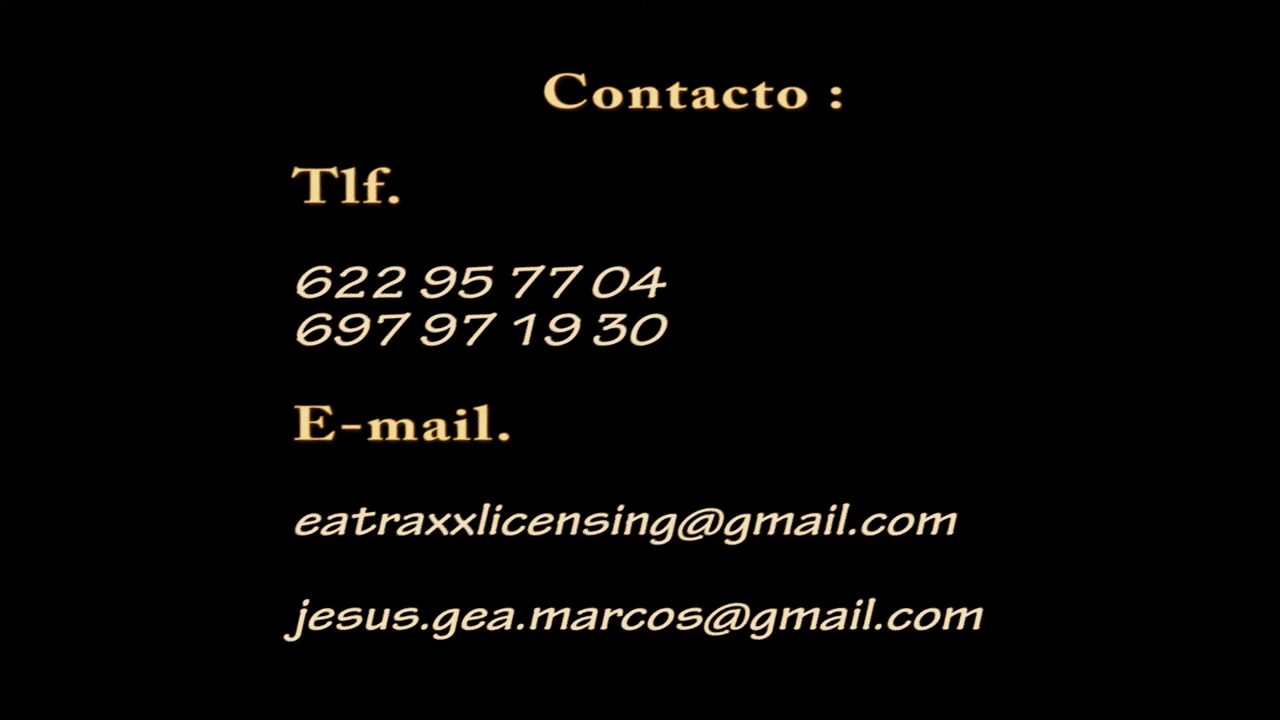 Contacto :
Tlf.
622 95 77 04
697 97 19 30
E-mail.
eatraxxlicensing@gmail.com
jesus.gea.marcos@gmail.com